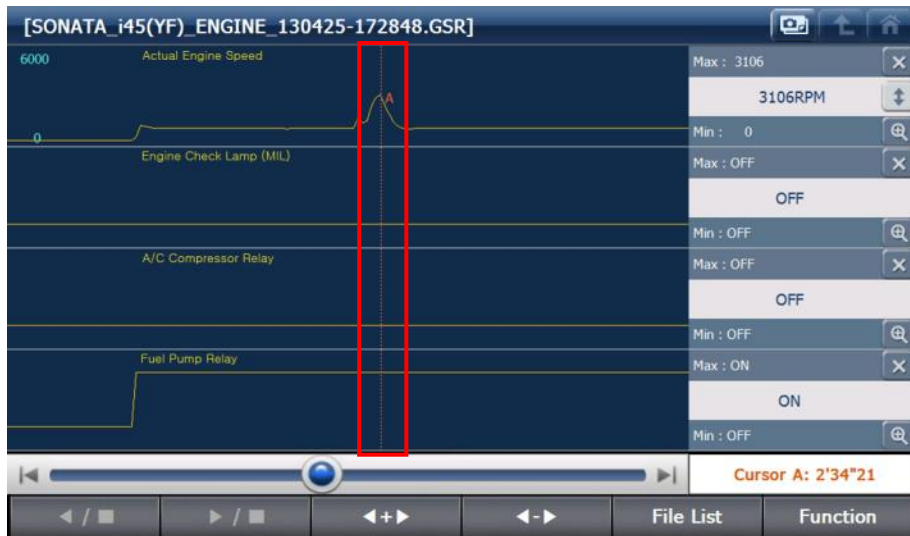 [SONATA_i45(YF)_ENGINE_130425-172848.GSR]
6000
Actual Engine Speed
Max : 3106
A
3106RPM
0
Min : 0
Engine Check Lamp (MIL)
Max : OFF
OFF
Min : OFF
A/C Compressor Relay
Max : OFF
OFF
Min : OFF
Fuel Pump Relay
Max : ON
ON
Min : OFF
Cursor A: 2'34"21
File List
Function